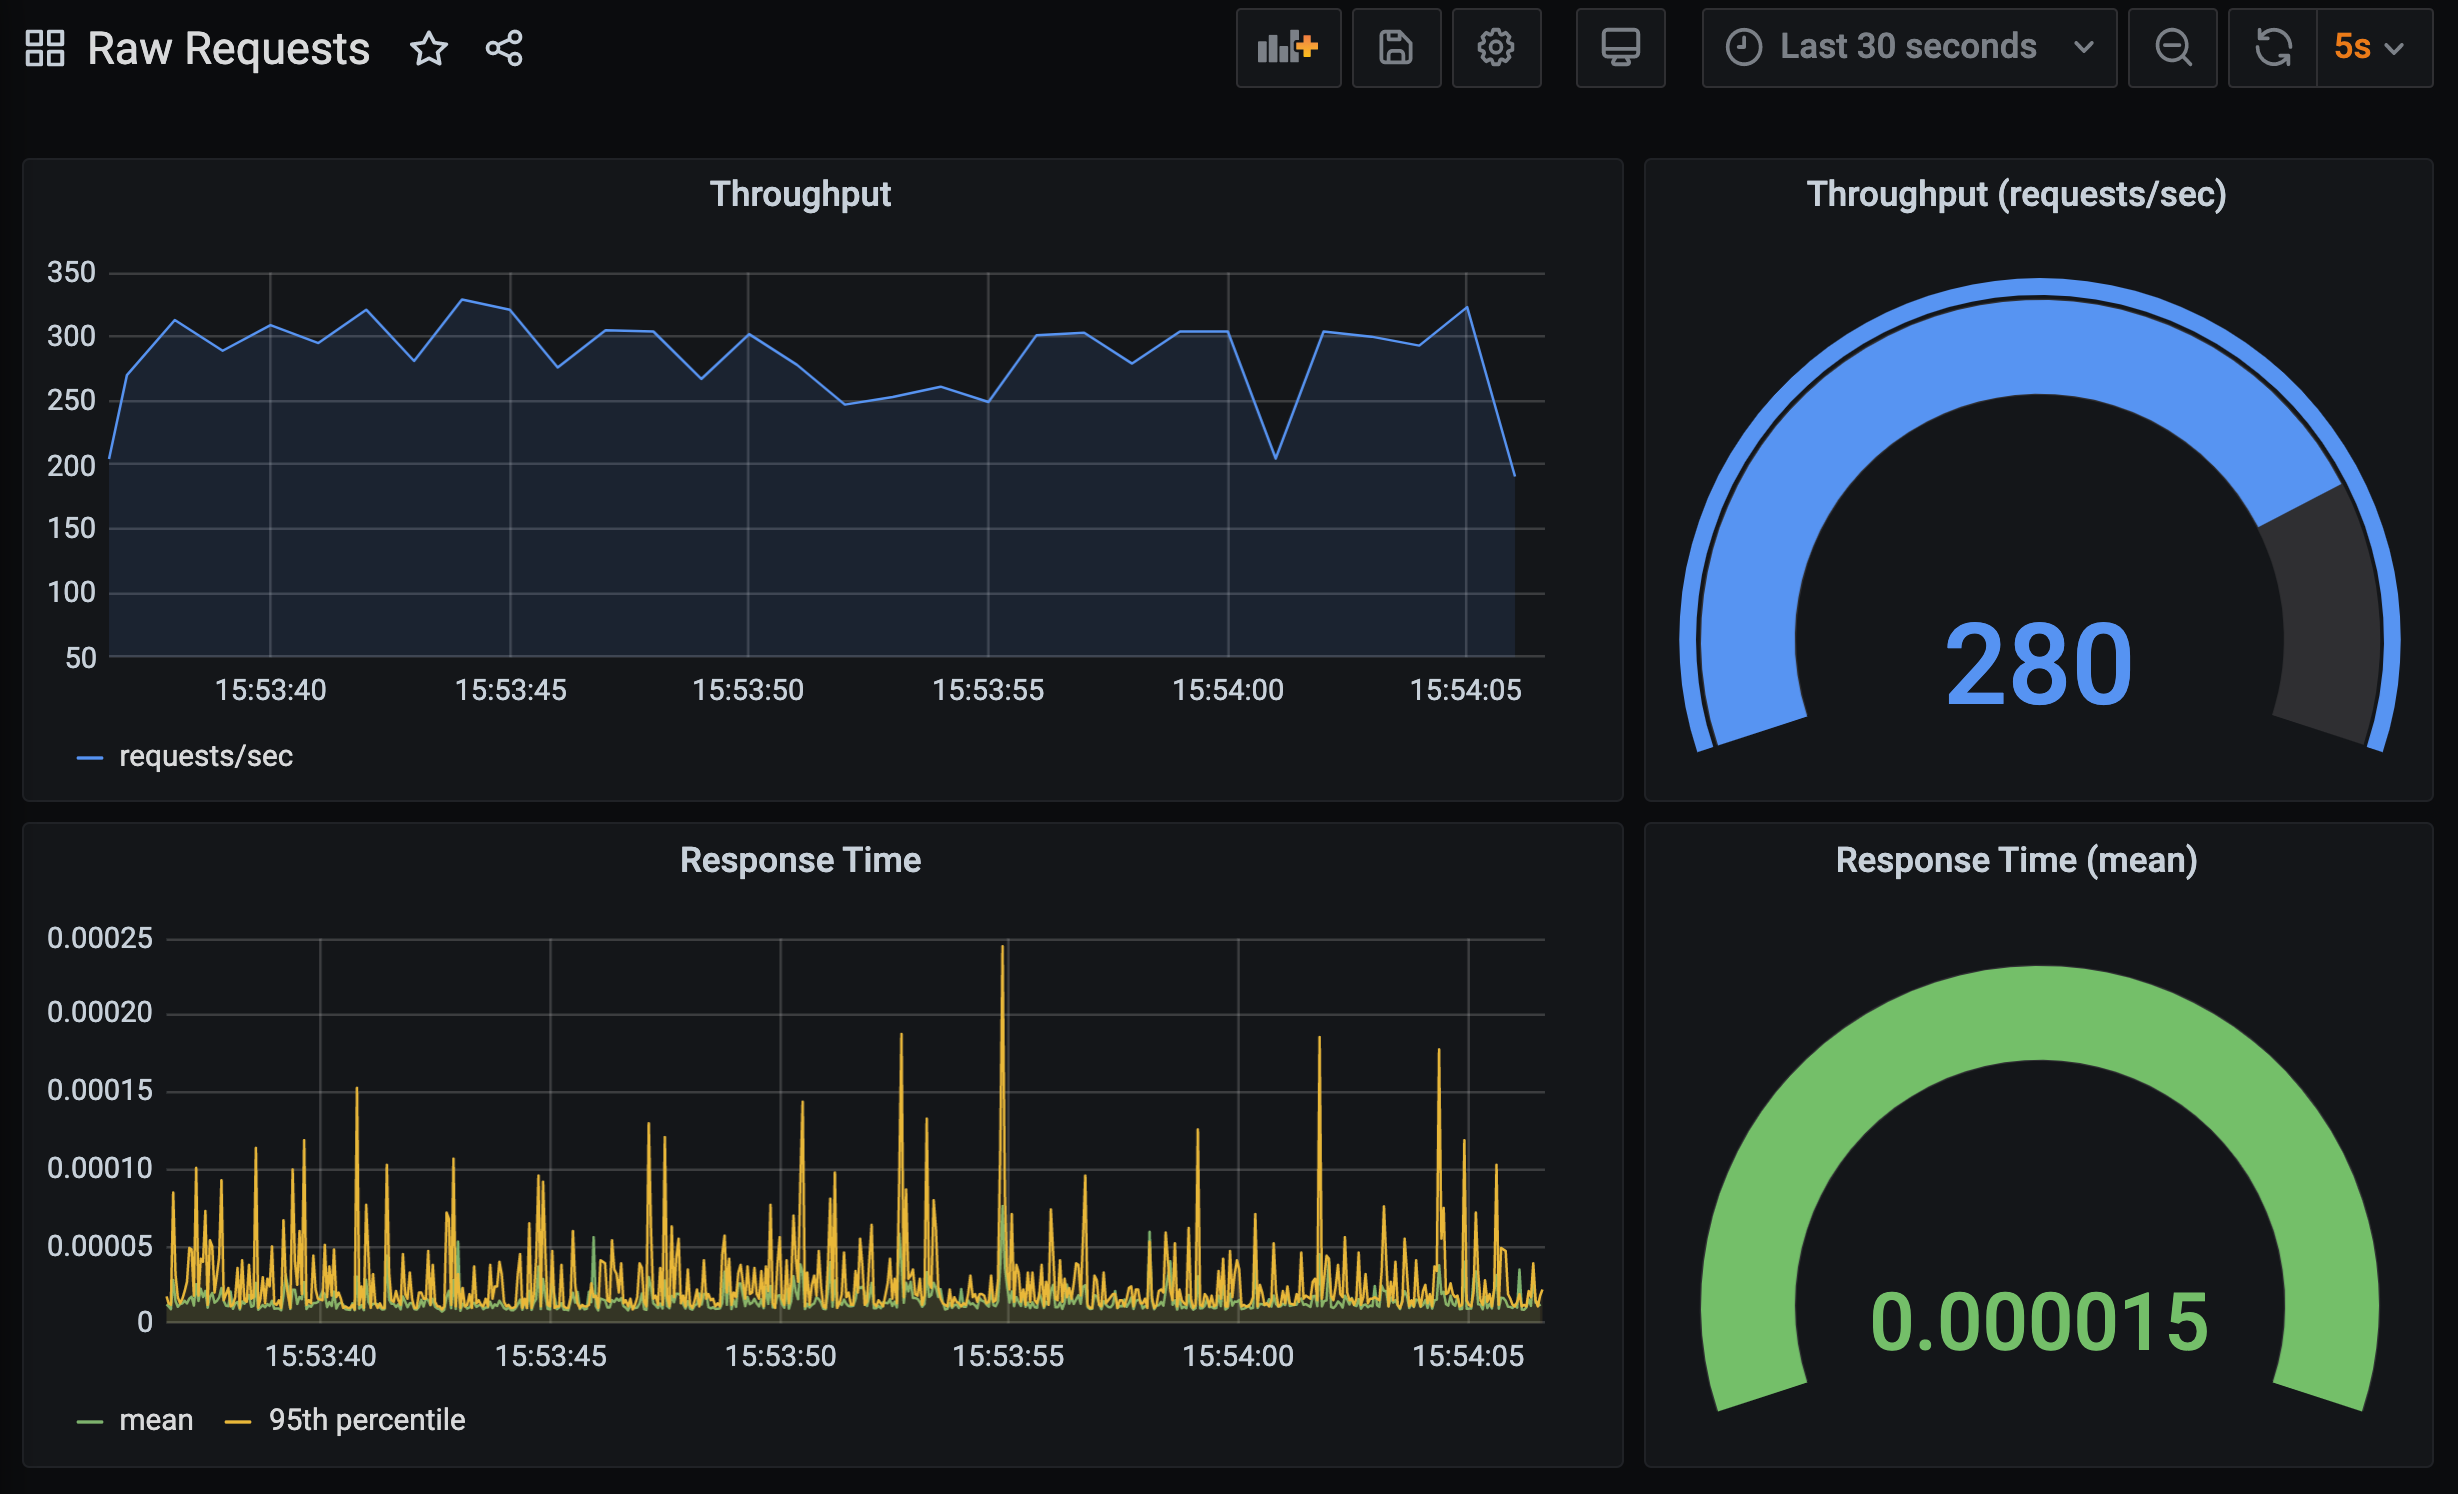 Raw Requests
Last 30 seconds
5s
Throughput
350
300
250
200
150
100
50
15:53:40 15:53:45 15:53:50 15:53:55 15:54:00 15:54:05
requests/sec
Throughput (requests/sec)
280
Response Time
0.00025
0.00020
0.00015
0.00010
0.00005
0
15:53:40 15:53:45 15:53:50 15:53:55 15:54:00 15:54:05
mean 95th percentile
Response Time (mean)
0.000015